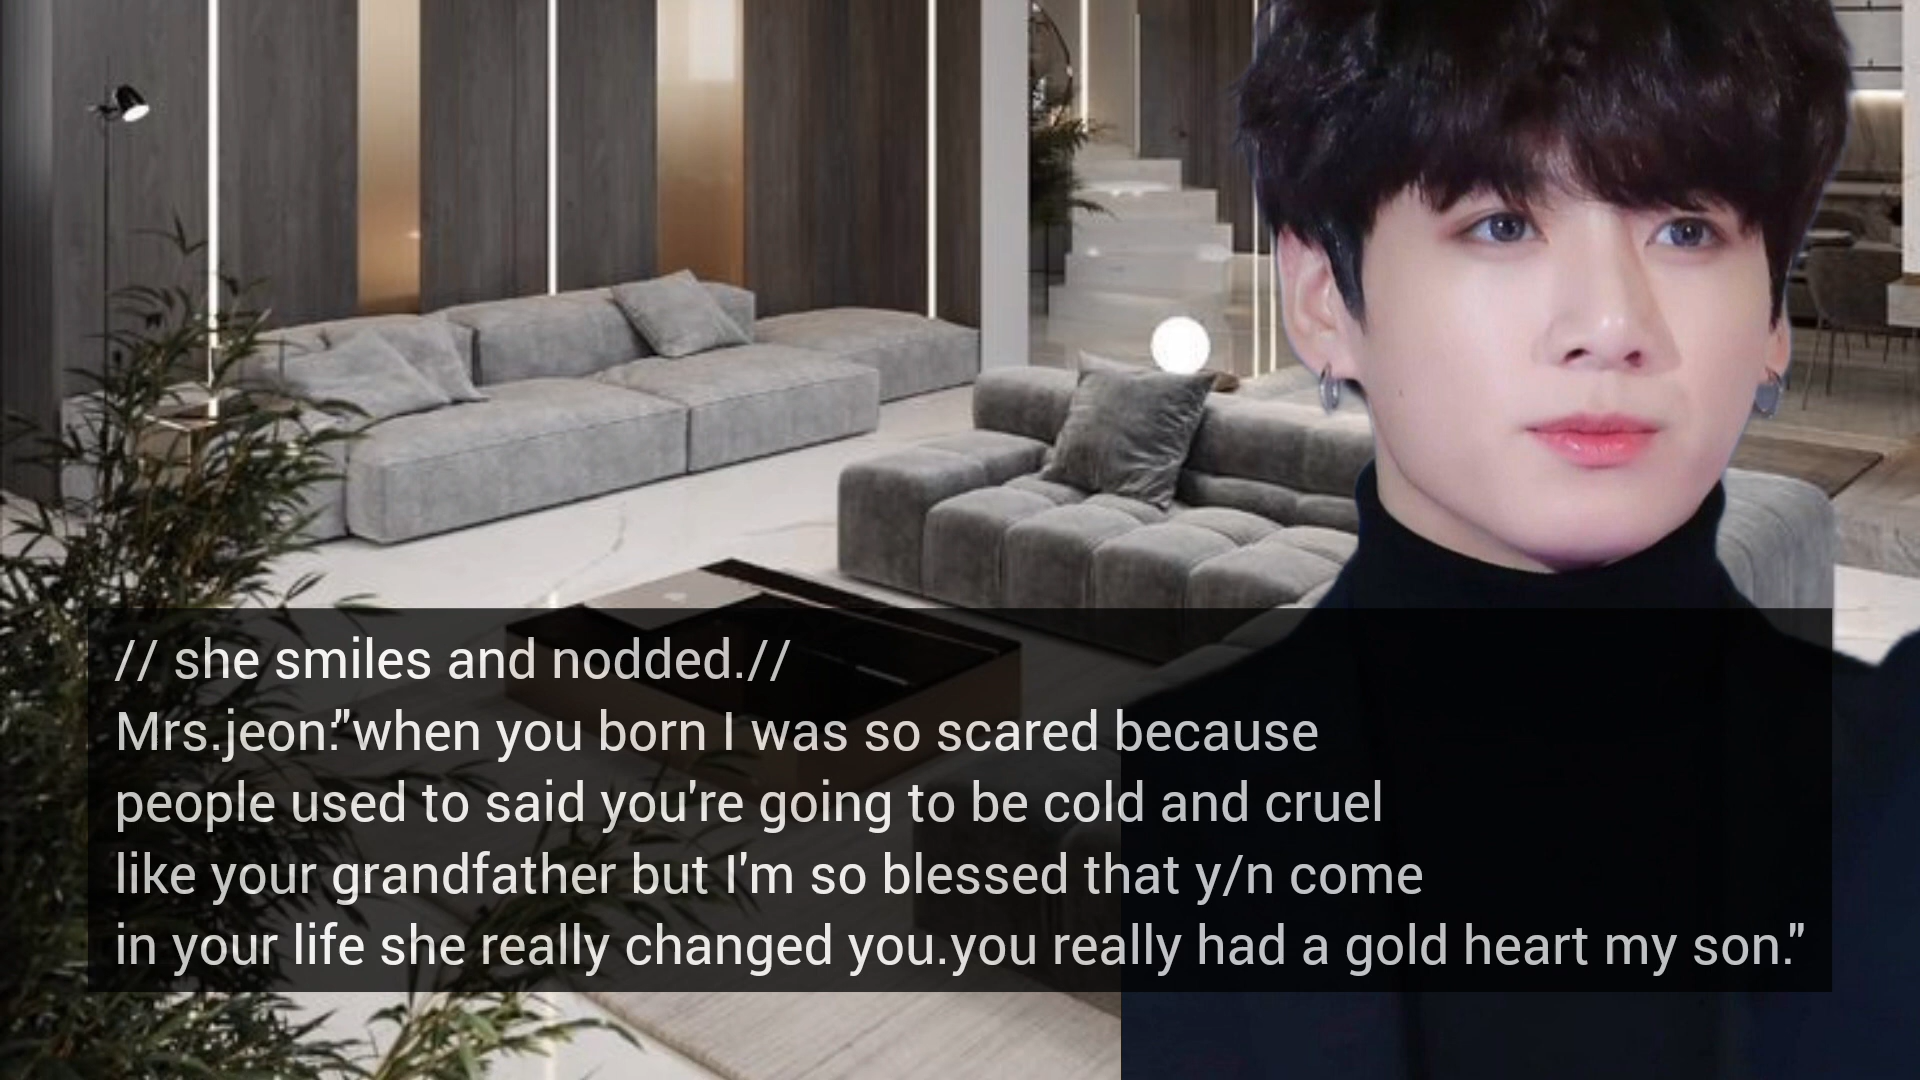 // she smiles and nodded.//
Mrs.jeon:"when you born I was so scared because
people used to said you're going to be cold and cruel
like your grandfather but I'm so blessed that y/n come
in your life she really changed you.you really had a gold heart my son."